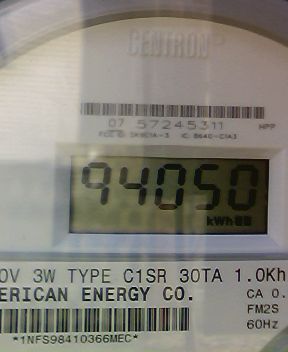 CENTRON
07 57245311 HPP
94050
kWh
0V 3W TYPE C1SR 30TA 1.0Kh
ERICAN ENERGY CO.
CA 0.
FM2S
60Hz
*1NFS98410366MEC*